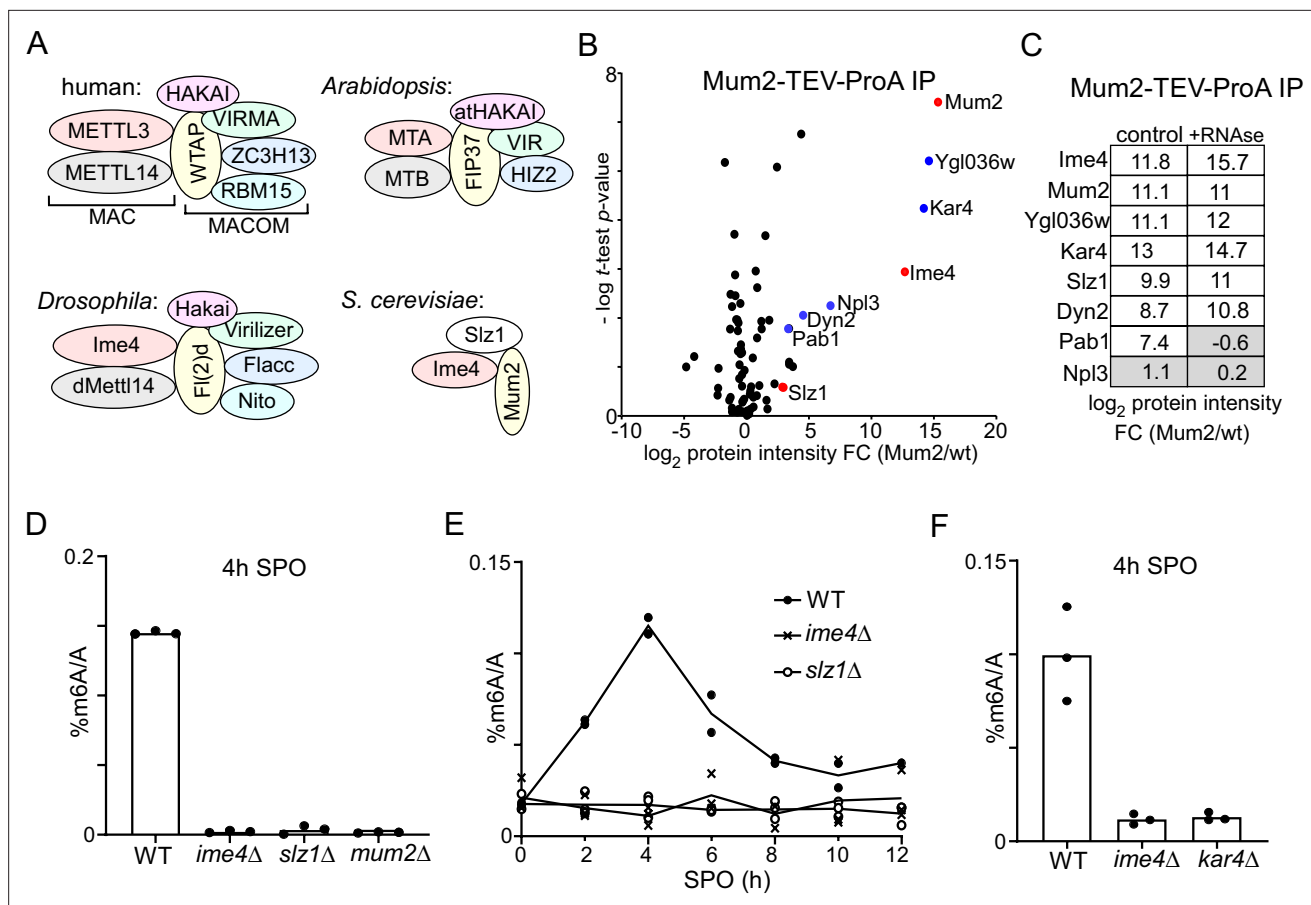 A
human:
HAKAI
METTL3
METTL14
WTAP
VIRMA
ZC3H13
RBM15
MAC
MACOM
Arabidopsis:
atHAKAI
MTA
MTB
FIP37
VIR
HIZ2
Drosophila:
Hakai
Ime4
dMettl14
Fl(2)d
Virilizer
Flacc
Nito
S. cerevisiae:
Slz1
Ime4
Mum2
B
Mum2-TEV-ProA IP
8
-log t-test p-value
0
Mum2
Ygl036w
Kar4
Ime4
Npl3
Dyn2
Pab1
Slz1
-10 -5 0 5 10 15 20
log2 protein intensity FC (Mum2/wt)
C
Mum2-TEV-ProA IP
control +RNAse
Ime4 11.8 15.7
Mum2 11.1 11
Ygl036w 11.1 12
Kar4 13 14.7
Slz1 9.9 11
Dyn2 8.7 10.8
Pab1 7.4 -0.6
Npl3 1.1 0.2
log2 protein intensity
FC (Mum2/wt)
D
4h SPO
0.2
%m6A/A
0
WT ime4Δ slz1Δ mum2Δ
E
0.15
%m6A/A
0
WT
ime4Δ
slz1Δ
0 2 4 6 8 10 12
SPO (h)
F
4h SPO
0.15
%m6A/A
0
WT ime4Δ kar4Δ